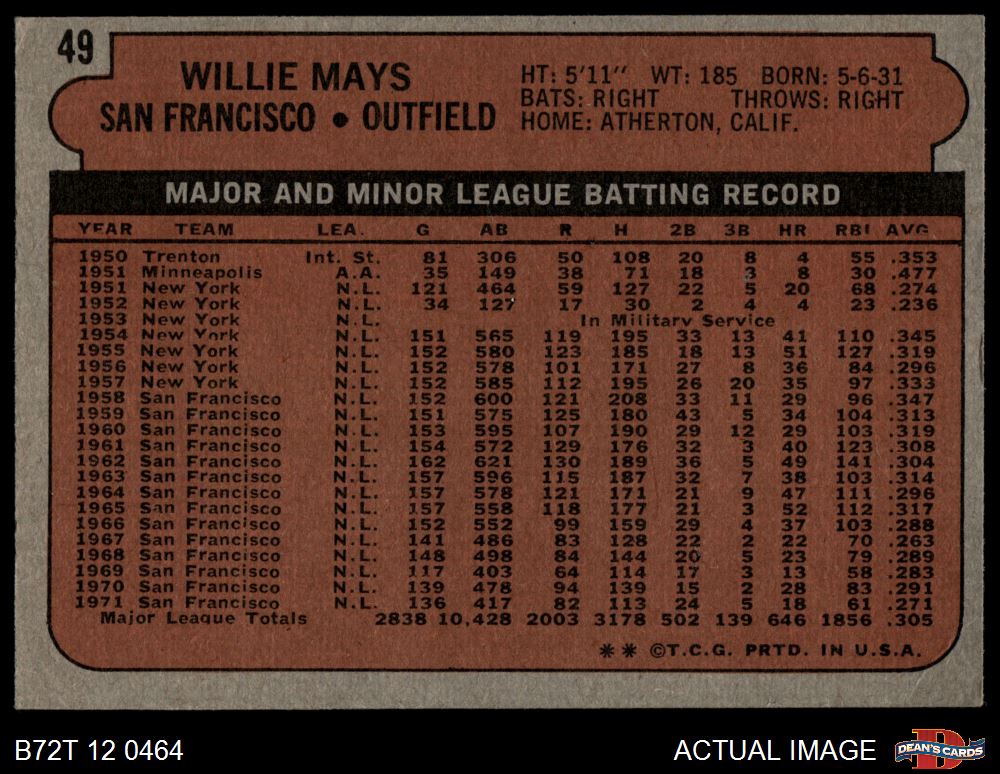 49
WILLIE MAYS
SAN FRANCISCO • OUTFIELD
HT: 5'11" WT: 185 BORN: 5-6-31
BATS: RIGHT THROWS: RIGHT
HOME: ATHERTON, CALIF.
MAJOR AND MINOR LEAGUE BATTING RECORD
YEAR TEAM LEA. G AB R H 2B 3B HR RBI AVG
1950 Trenton Int. St. 81 306 50 108 20 8 4 55 .353
1951 Minneapolis A.A. 35 149 38 71 18 3 8 30 .477
1951 New York N.L. 121 464 59 127 22 5 20 68 .274
1952 New York N.L. 34 127 17 30 2 4 4 23 .236
1953 New York N.L. In Military Service
1954 New York N.L. 151 565 119 195 33 13 41 110 .345
1955 New York N.L. 152 580 123 185 18 13 51 127 .319
1956 New York N.L. 152 578 101 171 27 8 36 84 .296
1957 New York N.L. 152 585 112 195 26 20 35 97 .333
1958 San Francisco N.L. 152 600 121 208 33 11 29 96 .347
1959 San Francisco N.L. 151 575 125 180 43 5 34 104 .313
1960 San Francisco N.L. 153 595 107 190 29 12 29 103 .319
1961 San Francisco N.L. 154 572 129 176 32 3 40 123 .308
1962 San Francisco N.L. 162 621 130 189 36 5 49 141 .304
1963 San Francisco N.L. 157 596 115 187 32 7 38 103 .314
1964 San Francisco N.L. 157 578 121 171 21 9 47 111 .296
1965 San Francisco N.L. 157 558 118 177 21 3 52 112 .317
1966 San Francisco N.L. 152 552 99 159 29 4 37 103 .288
1967 San Francisco N.L. 141 486 83 128 22 2 22 70 .263
1968 San Francisco N.L. 148 498 84 144 20 5 23 79 .289
1969 San Francisco N.L. 117 403 64 114 17 3 13 58 .283
1970 San Francisco N.L. 139 478 94 139 15 2 28 83 .291
1971 San Francisco N.L. 136 417 82 113 24 5 18 61 .271
Major League Totals 2838 10,428 2003 3178 502 139 646 1856 .305
** ©T.C.G. PRTD. IN U.S.A.
B72T 12 0464
ACTUAL IMAGE
D
DEAN'S CARDS